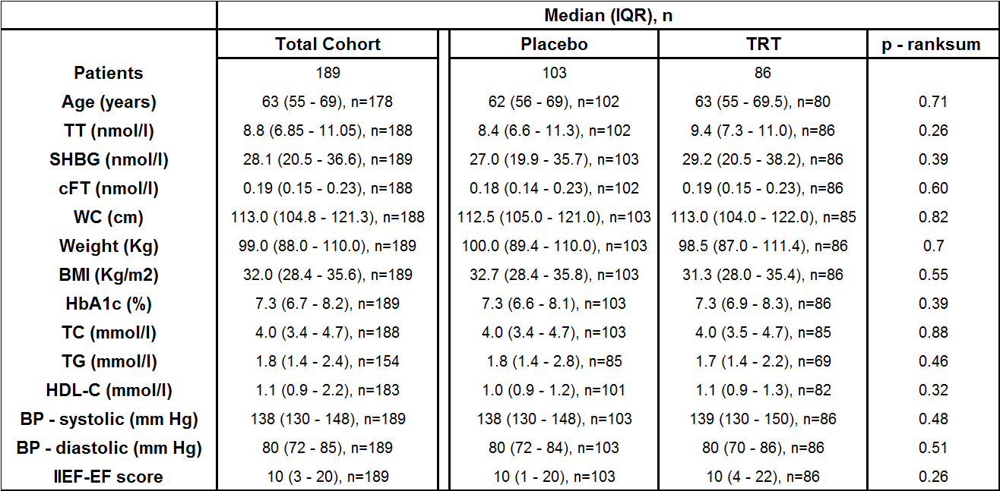 Median (IQR), n
Total Cohort Placebo TRT p - ranksum
Patients 189 103 86
Age (years) 63 (55 - 69), n=178 62 (56 - 69), n=102 63 (55 - 69.5), n=80 0.71
TT (nmol/l) 8.8 (6.85 - 11.05), n=188 8.4 (6.6 - 11.3), n=102 9.4 (7.3 - 11.0), n=86 0.26
SHBG (nmol/l) 28.1 (20.5 - 36.6), n=189 27.0 (19.9 - 35.7), n=103 29.2 (20.5 - 38.2), n=86 0.39
cFT (nmol/l) 0.19 (0.15 - 0.23), n=188 0.18 (0.14 - 0.23), n=102 0.19 (0.15 - 0.23), n=86 0.60
WC (cm) 113.0 (104.8 - 121.3), n=188 112.5 (105.0 - 121.0), n=103 113.0 (104.0 - 122.0), n=85 0.82
Weight (Kg) 99.0 (88.0 - 110.0), n=189 100.0 (89.4 - 110.0), n=103 98.5 (87.0 - 111.4), n=86 0.7
BMI (Kg/m2) 32.0 (28.4 - 35.6), n=189 32.7 (28.4 - 35.8), n=103 31.3 (28.0 - 35.4), n=86 0.55
HbA1c (%) 7.3 (6.7 - 8.2), n=189 7.3 (6.6 - 8.1), n=103 7.3 (6.9 - 8.3), n=86 0.39
TC (mmol/l) 4.0 (3.4 - 4.7), n=188 4.0 (3.4 - 4.7), n=103 4.0 (3.5 - 4.7), n=85 0.88
TG (mmol/l) 1.8 (1.4 - 2.4), n=154 1.8 (1.4 - 2.8), n=85 1.7 (1.4 - 2.2), n=69 0.46
HDL-C (mmol/l) 1.1 (0.9 - 2.2), n=183 1.0 (0.9 - 1.2), n=101 1.1 (0.9 - 1.3), n=82 0.32
BP - systolic (mm Hg) 138 (130 - 148), n=189 138 (130 - 148), n=103 139 (130 - 150), n=86 0.48
BP - diastolic (mm Hg) 80 (72 - 85), n=189 80 (72 - 84), n=103 80 (70 - 86), n=86 0.51
IIEF-EF score 10 (3 - 20), n=189 10 (1 - 20), n=103 10 (4 - 22), n=86 0.26